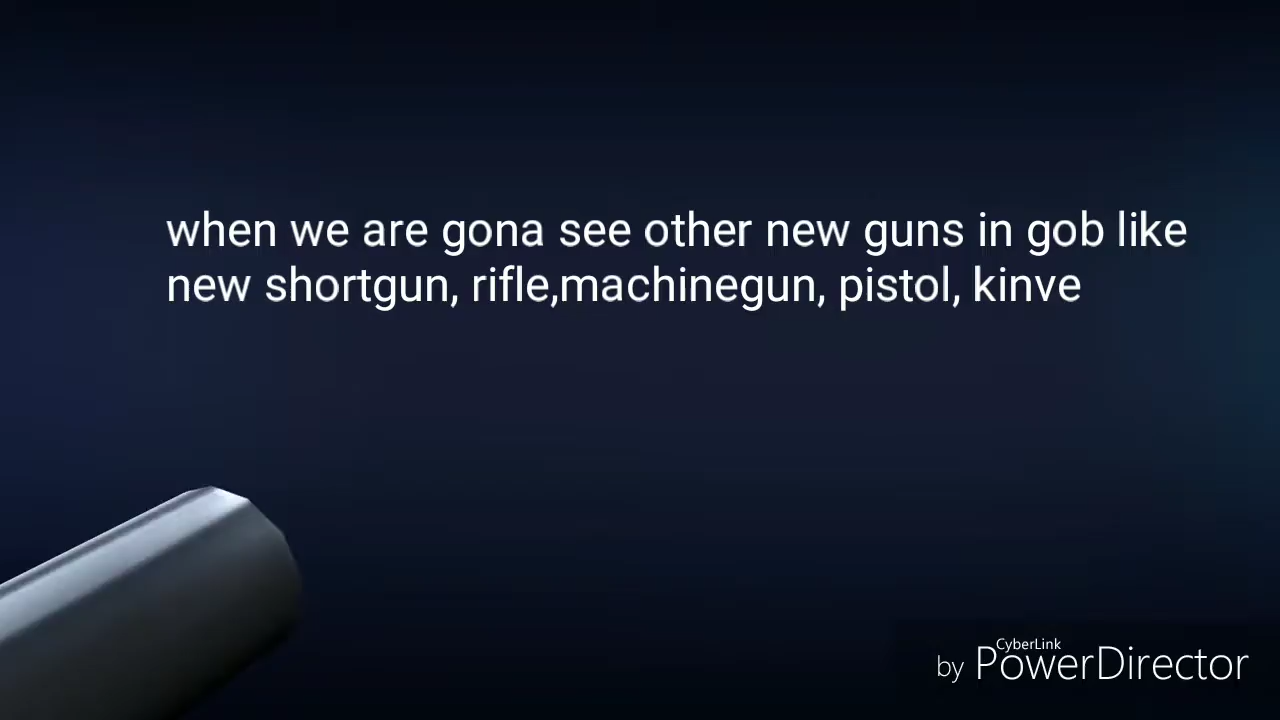 when we are gona see other new guns in gob like
new shortgun, rifle,machinegun, pistol, kinve
CyberLink
by PowerDirector